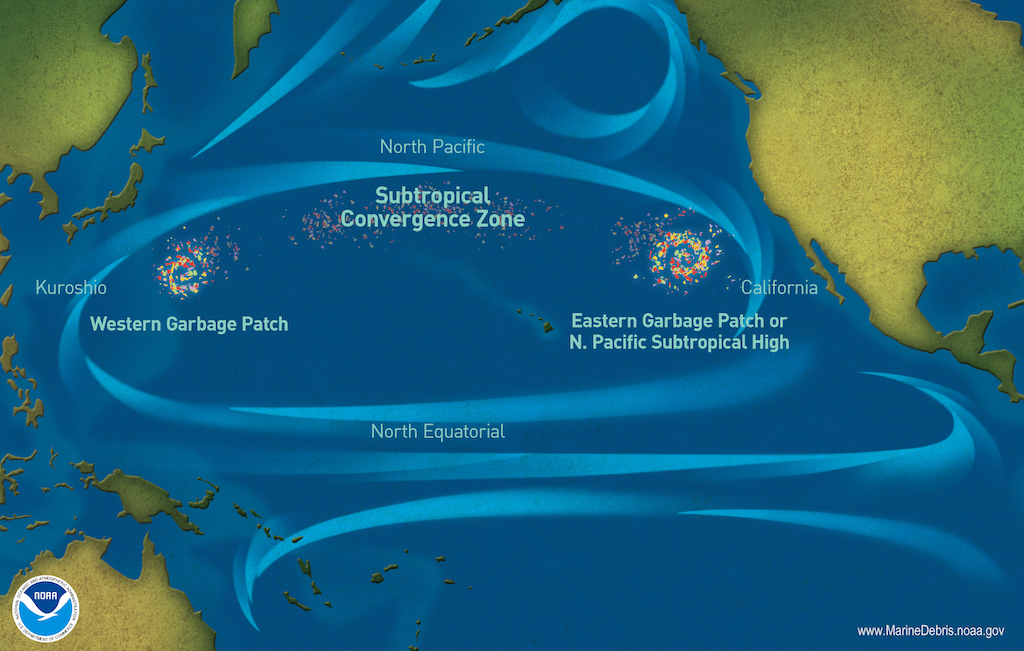 North Pacific
Subtropical
Convergence Zone
Kuroshio
California
Western Garbage Patch
Eastern Garbage Patch or
N. Pacific Subtropical High
North Equatorial
NATIONAL OCEANIC AND ATMOSPHERIC ADMINISTRATION
NOAA
U.S. DEPARTMENT OF COMMERCE
www.MarineDebris.noaa.gov